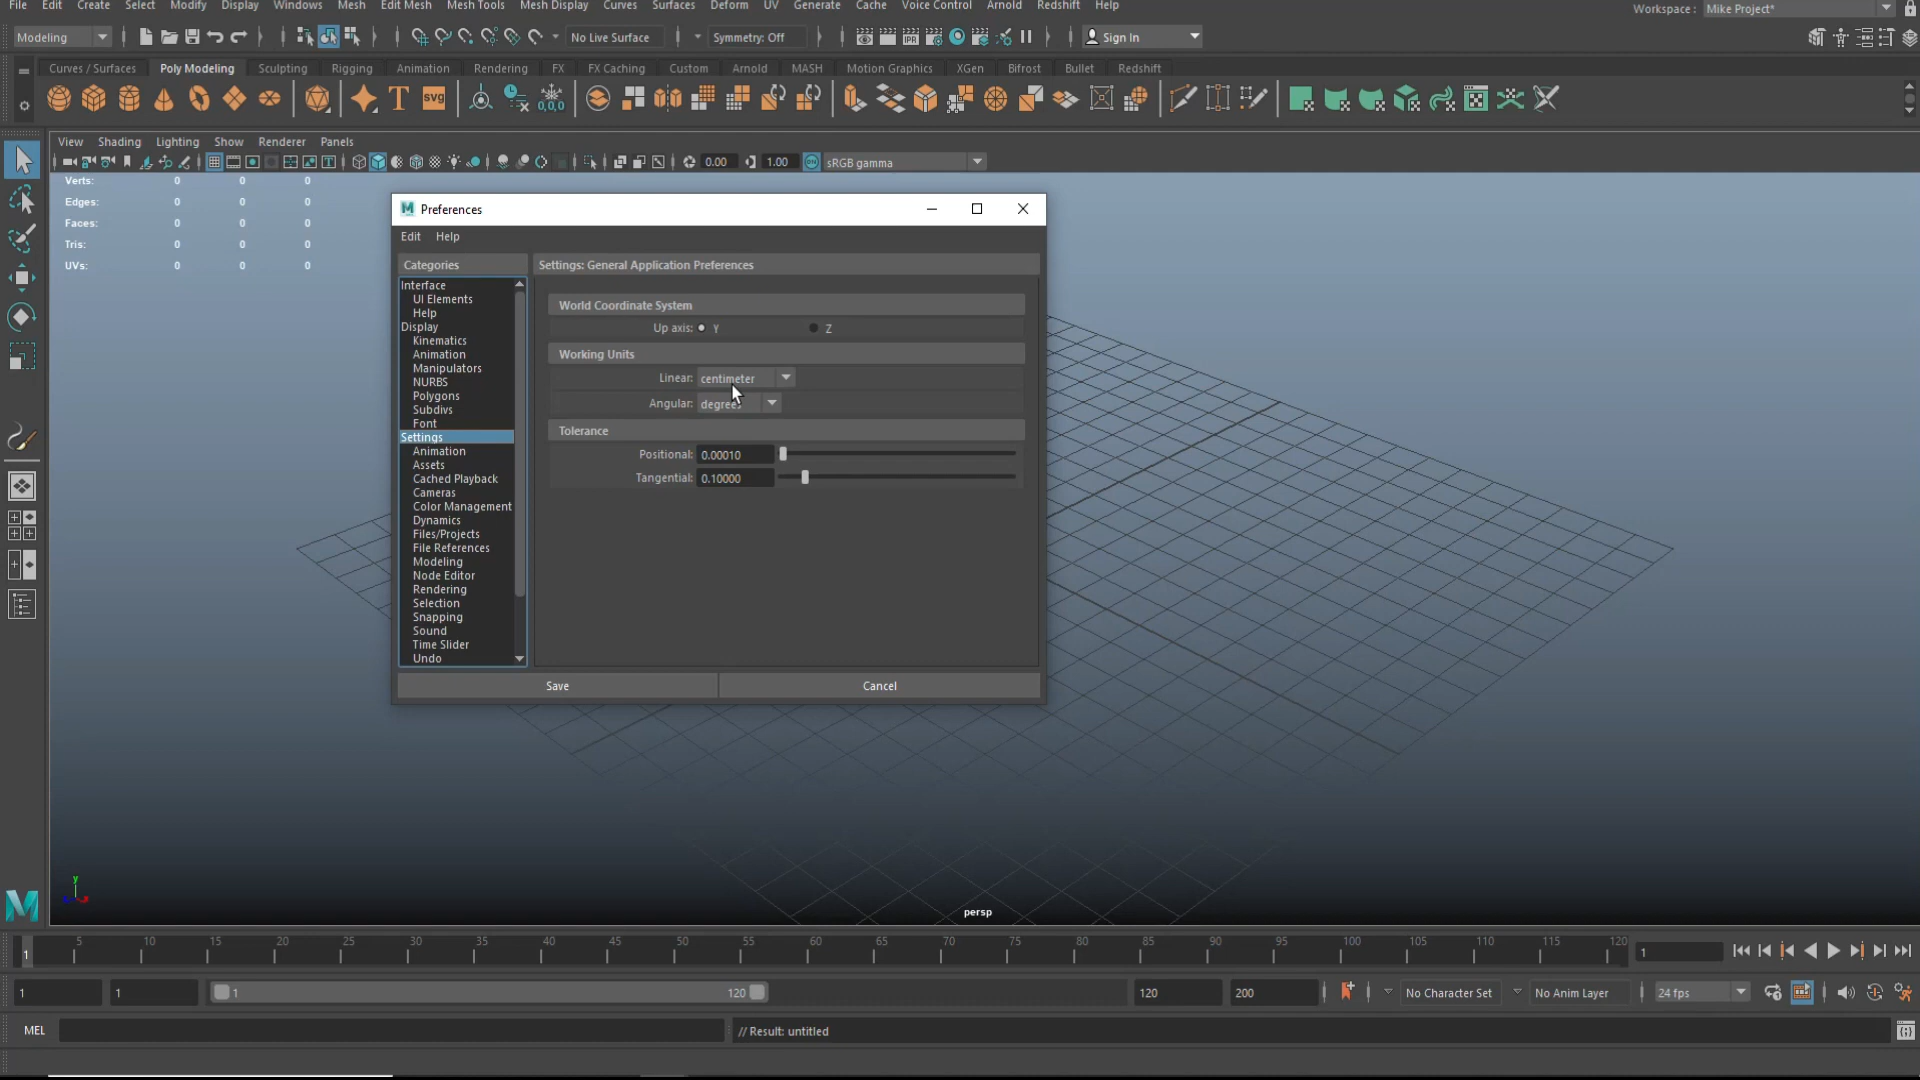 File Edit Create Select Modify Display Windows Mesh Edit Mesh Mesh Tools Mesh Display Curves Surfaces Deform UV Generate Cache Voice Control Arnold Redshift Help Workspace : Mike Project*
Modeling No Live Surface Symmetry: Off IPR Sign In
Curves / Surfaces Poly Modeling Sculpting Rigging Animation Rendering FX FX Caching Custom Arnold MASH Motion Graphics XGen Bifrost Bullet Redshift
T SVG 0,0,0
View Shading Lighting Show Renderer Panels
0.00 1.00 ON sRGB gamma
Verts: 0 0 0
Edges: 0 0 0
Faces: 0 0 0
Tris: 0 0 0
UVs: 0 0 0
M Preferences
Edit Help
Categories
Interface
UI Elements
Help
Display
Kinematics
Animation
Manipulators
NURBS
Polygons
Subdivs
Font
Settings
Animation
Assets
Cached Playback
Cameras
Color Management
Dynamics
Files/Projects
File References
Modeling
Node Editor
Rendering
Selection
Snapping
Sound
Time Slider
Undo
Settings: General Application Preferences
World Coordinate System
Up axis: Y Z
Working Units
Linear: centimeter
Angular: degrees
Tolerance
Positional: 0.00010
Tangential: 0.10000
Save Cancel
y
persp
M
1 5 10 15 20 25 30 35 40 45 50 55 60 65 70 75 80 85 90 95 100 105 110 115 120 1
1 1 1 120 120 200 No Character Set No Anim Layer 24 fps
MEL // Result: untitled